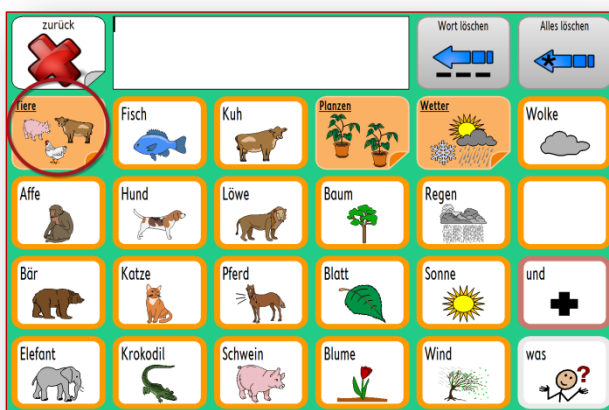 zurück
Wort löschen
Alles löschen
Tiere
Fisch
Kuh
Planzen
Wetter
Wolke
Affe
Hund
Löwe
Baum
Regen
Bär
Katze
Pferd
Blatt
Sonne
und
Elefant
Krokodil
Schwein
Blume
Wind
was
?